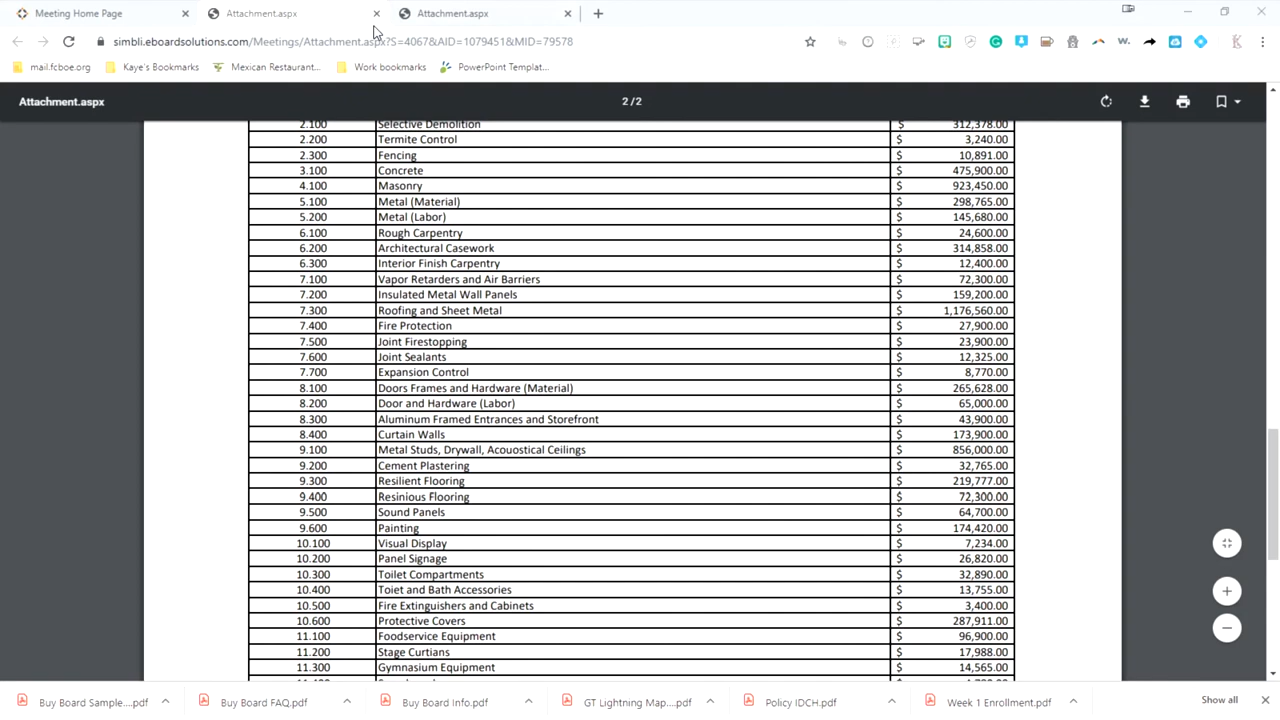 Meeting Home Page
Attachment.aspx
Attachment.aspx
simbli.eboardsolutions.com/Meetings/Attachment.aspx?S=4067&AID=1079451&MID=79578
mail.fcboe.org
Kaye's Bookmarks
Mexican Restaurant...
Work bookmarks
PowerPoint Templat...
Attachment.aspx
2 / 2
2.100 Selective Demolition $ 312,378.00
2.200 Termite Control $ 3,240.00
2.300 Fencing $ 10,891.00
3.100 Concrete $ 475,900.00
4.100 Masonry $ 923,450.00
5.100 Metal (Material) $ 298,765.00
5.200 Metal (Labor) $ 145,680.00
6.100 Rough Carpentry $ 24,600.00
6.200 Architectural Casework $ 314,858.00
6.300 Interior Finish Carpentry $ 12,400.00
7.100 Vapor Retarders and Air Barriers $ 72,300.00
7.200 Insulated Metal Wall Panels $ 159,200.00
7.300 Roofing and Sheet Metal $ 1,176,560.00
7.400 Fire Protection $ 27,900.00
7.500 Joint Firestopping $ 23,900.00
7.600 Joint Sealants $ 12,325.00
7.700 Expansion Control $ 8,770.00
8.100 Doors Frames and Hardware (Material) $ 265,628.00
8.200 Door and Hardware (Labor) $ 65,000.00
8.300 Aluminum Framed Entrances and Storefront $ 43,900.00
8.400 Curtain Walls $ 173,900.00
9.100 Metal Studs, Drywall, Acouostical Ceilings $ 856,000.00
9.200 Cement Plastering $ 32,765.00
9.300 Resilient Flooring $ 219,777.00
9.400 Resinious Flooring $ 72,300.00
9.500 Sound Panels $ 64,700.00
9.600 Painting $ 174,420.00
10.100 Visual Display $ 7,234.00
10.200 Panel Signage $ 26,820.00
10.300 Toilet Compartments $ 32,890.00
10.400 Toiet and Bath Accessories $ 13,755.00
10.500 Fire Extinguishers and Cabinets $ 3,400.00
10.600 Protective Covers $ 287,911.00
11.100 Foodservice Equipment $ 96,900.00
11.200 Stage Curtians $ 17,988.00
11.300 Gymnasium Equipment $ 14,565.00
Buy Board Sample....pdf
Buy Board FAQ.pdf
Buy Board Info.pdf
GT Lightning Map....pdf
Policy IDCH.pdf
Week 1 Enrollment.pdf
Show all